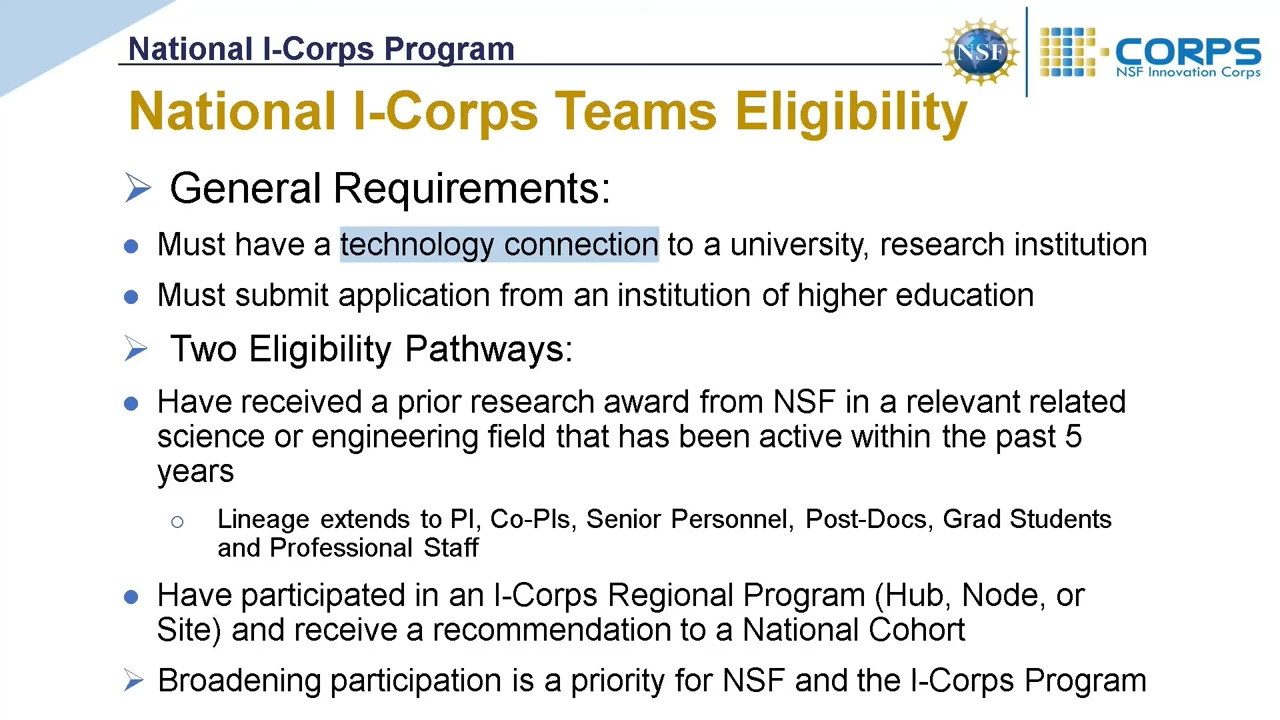 National I-Corps Program
NSF
CORPS
NSF Innovation Corps
National I-Corps Teams Eligibility
General Requirements:
Must have a technology connection to a university, research institution
Must submit application from an institution of higher education
Two Eligibility Pathways:
Have received a prior research award from NSF in a relevant related
science or engineering field that has been active within the past 5
years
Lineage extends to PI, Co-PIs, Senior Personnel, Post-Docs, Grad Students
and Professional Staff
Have participated in an I-Corps Regional Program (Hub, Node, or
Site) and receive a recommendation to a National Cohort
Broadening participation is a priority for NSF and the I-Corps Program